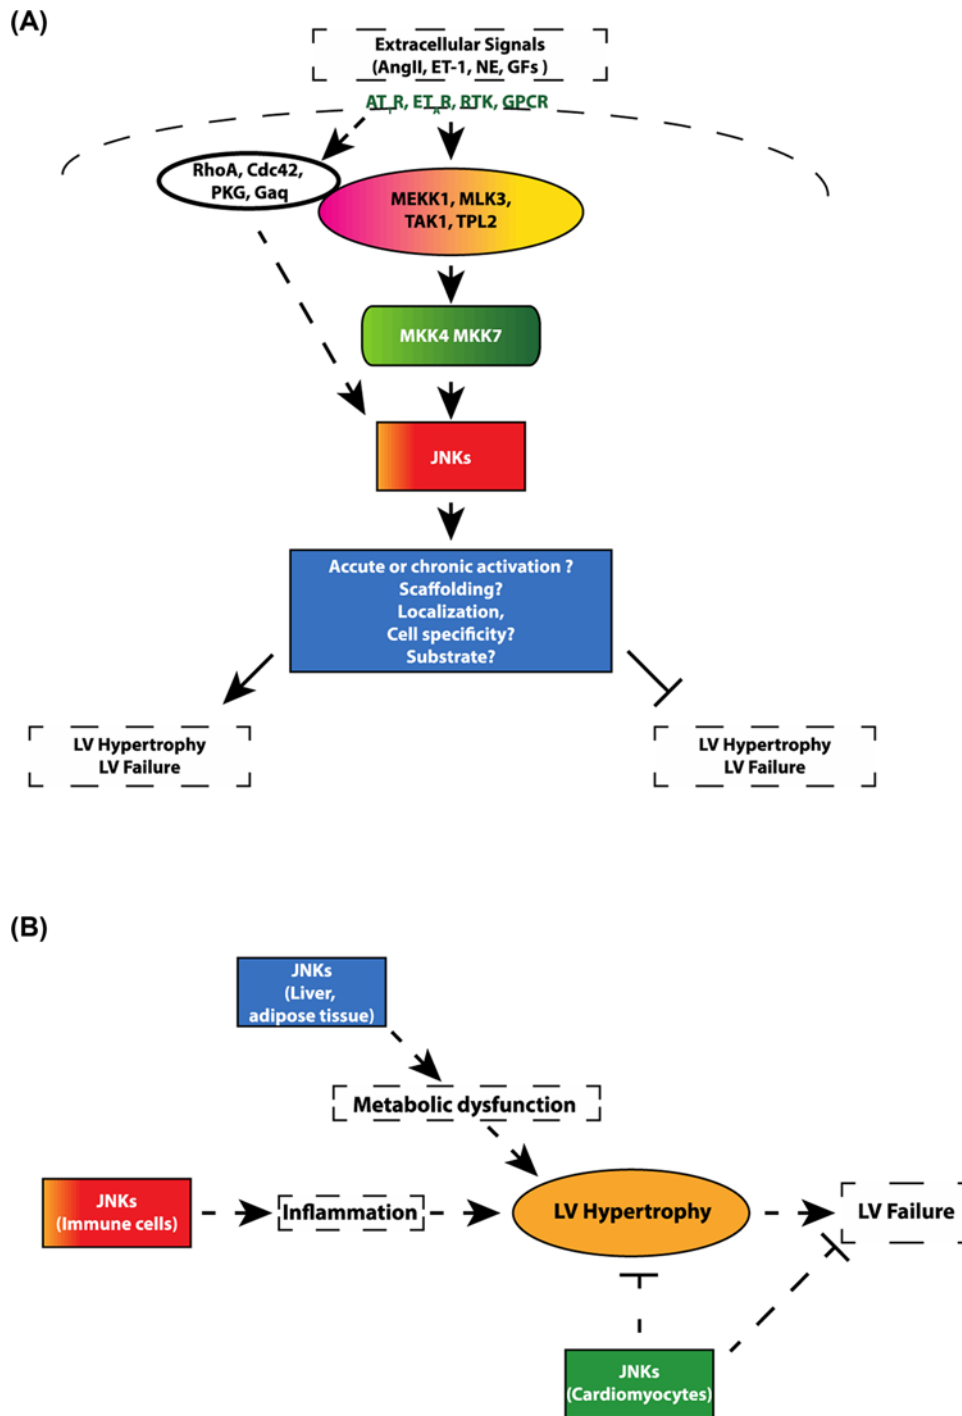 (A)
Extracellular Signals
(AngII, ET-1, NE, GFs )
AT₁R, ETₐR, RTK, GPCR
RhoA, Cdc42,
PKG, Gaq
MEKK1, MLK3,
TAK1, TPL2
MKK4 MKK7
JNKs
Accute or chronic activation ?
Scaffolding?
Localization,
Cell specificity?
Substrate?
LV Hypertrophy
LV Failure
LV Hypertrophy
LV Failure
(B)
JNKs
(Liver,
adipose tissue)
Metabolic dysfunction
JNKs
(Immune cells)
Inflammation
LV Hypertrophy
LV Failure
JNKs
(Cardiomyocytes)